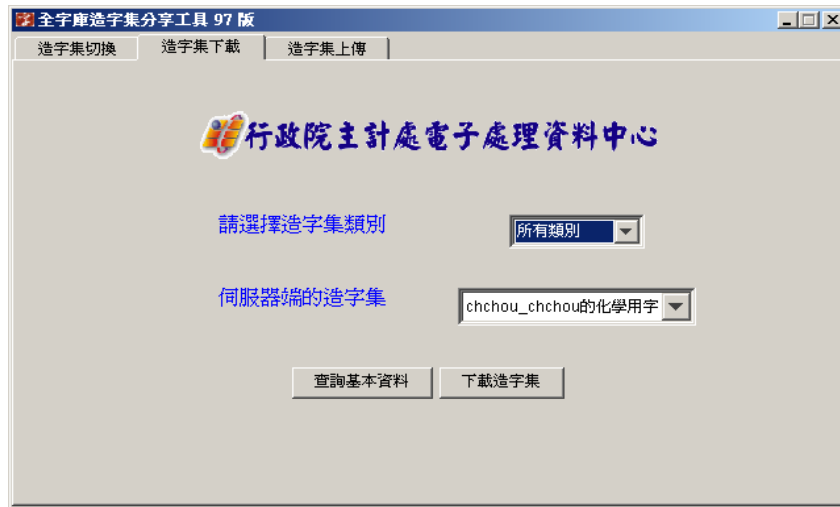 全字庫造字集分享工具 97 版
造字集切換 造字集下載 造字集上傳
行政院主計處電子處理資料中心
請選擇造字集類別 所有類別
伺服器端的造字集 chchou_chchou的化學用字
查詢基本資料 下載造字集